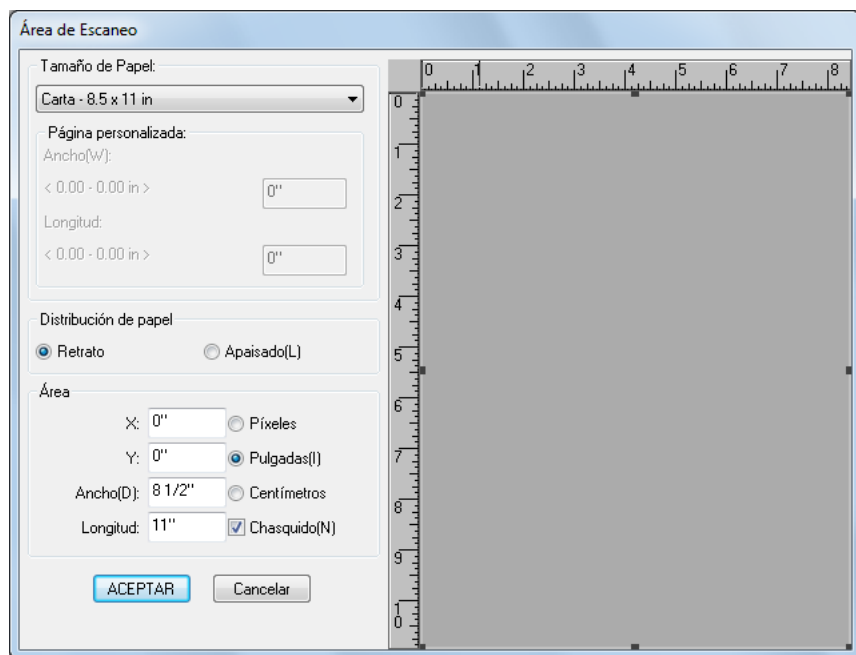 Área de Escaneo
Tamaño de Papel:
Carta - 8.5 x 11 in
Página personalizada:
Ancho(W):
< 0.00 - 0.00 in > 0''
Longitud:
< 0.00 - 0.00 in > 0''
Distribución de papel
Retrato Apaisado(L)
Área
X: 0'' Píxeles
Y: 0'' Pulgadas(I)
Ancho(D): 8 1/2'' Centímetros
Longitud: 11'' Chasquido(N)
ACEPTAR Cancelar
0 1 2 3 4 5 6 7 8
0
1
2
3
4
5
6
7
8
9
10